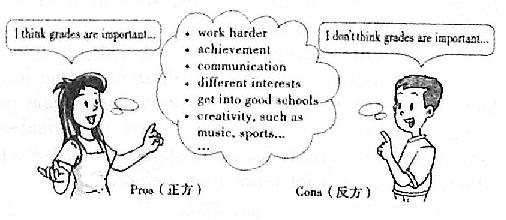 I think grades are important...
• work harder
• achievement
• communication
• different interests
• get into good schools
• creativity, such as
music, sports...
...
I don't think grades are important...
Pros（正方）
Cons（反方）